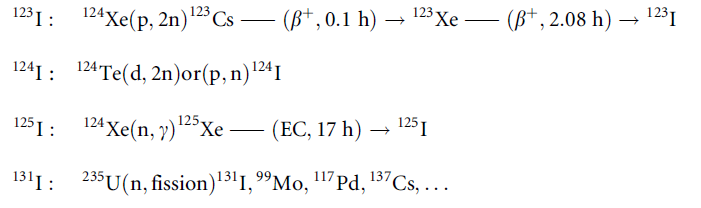 ¹²³I : ¹²⁴Xe(p, 2n)¹²³Cs — (β⁺, 0.1 h) → ¹²³Xe — (β⁺, 2.08 h) → ¹²³I
¹²⁴I : ¹²⁴Te(d, 2n)or(p, n)¹²⁴I
¹²⁵I : ¹²⁴Xe(n, γ)¹²⁵Xe — (EC, 17 h) → ¹²⁵I
¹³¹I : ²³⁵U(n, fission)¹³¹I, ⁹⁹Mo, ¹¹⁷Pd, ¹³⁷Cs, . . .